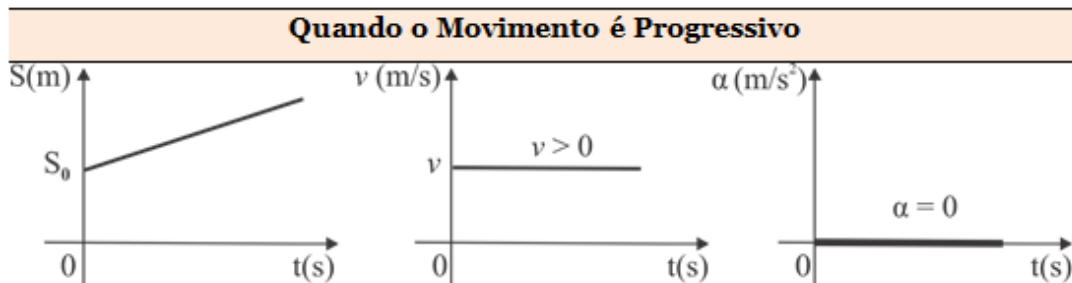 Quando o Movimento é Progressivo
S(m)
S₀
0
t(s)
v (m/s)
v > 0
v
0
t(s)
α (m/s²)
α = 0
0
t(s)